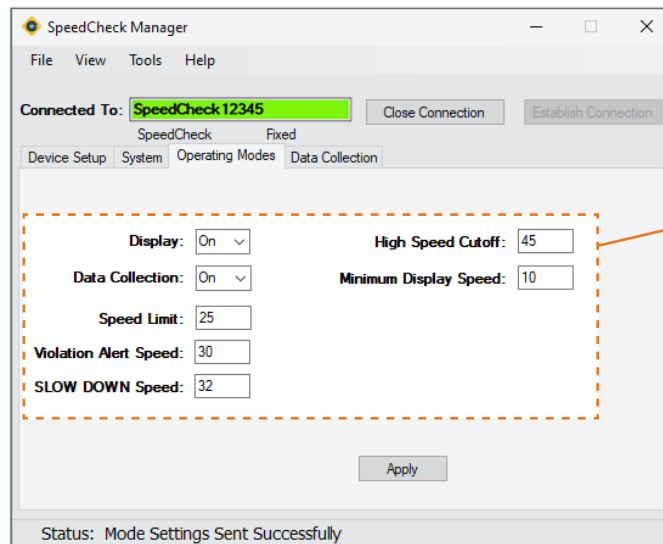 SpeedCheck Manager
File View Tools Help
Connected To: SpeedCheck 12345 Close Connection Establish Connection
SpeedCheck Fixed
Device Setup System Operating Modes Data Collection
Display: On High Speed Cutoff: 45
Data Collection: On Minimum Display Speed: 10
Speed Limit: 25
Violation Alert Speed: 30
SLOW DOWN Speed: 32
Apply
Status: Mode Settings Sent Successfully